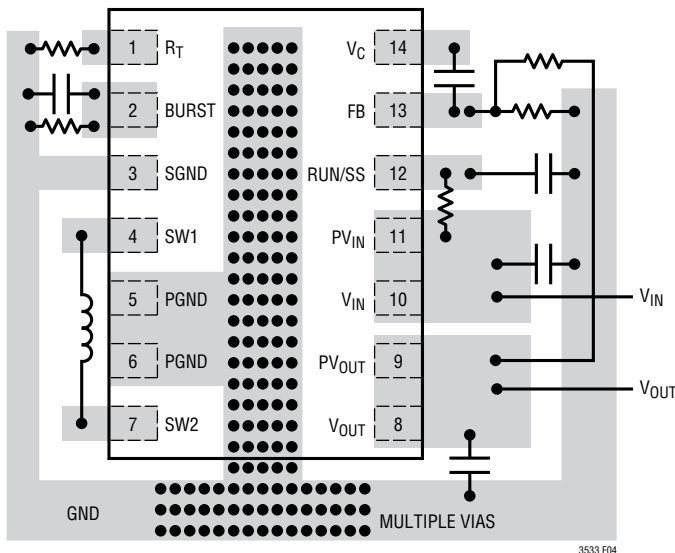 1 RT VC 14
2 BURST FB 13
3 SGND RUN/SS 12
4 SW1 PVIN 11
5 PGND VIN 10 VIN
6 PGND PVOUT 9
VOUT
7 SW2 VOUT 8
GND
MULTIPLE VIAS
3533 F04